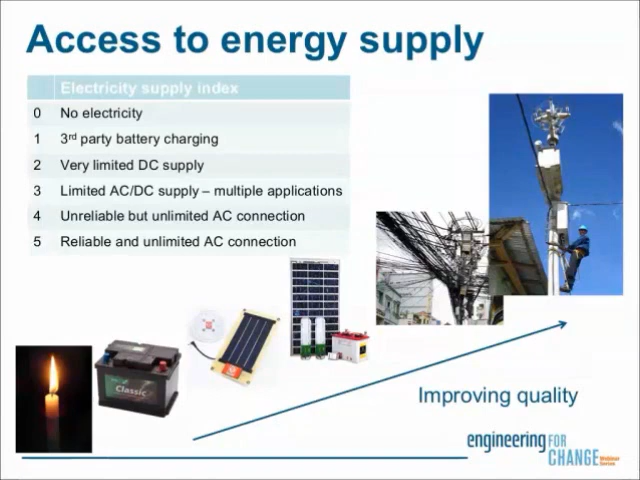 Access to energy supply
Electricity supply index
0 No electricity
1 3rd party battery charging
2 Very limited DC supply
3 Limited AC/DC supply – multiple applications
4 Unreliable but unlimited AC connection
5 Reliable and unlimited AC connection
Classic
Improving quality
engineering FOR
CHANGE Webinar
Series